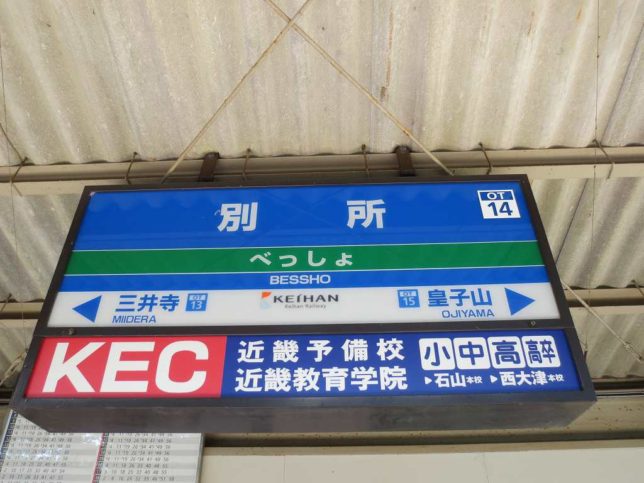 別所
OT
14
べっしょ
BESSHO
三井寺
MIIDERA
OT
13
KEIHAN
Keihan Railway
OT
15
皇子山
OJIYAMA
KEC
近畿予備校
近畿教育学院
小中高卒
▶石山本校 ▶西大津本校